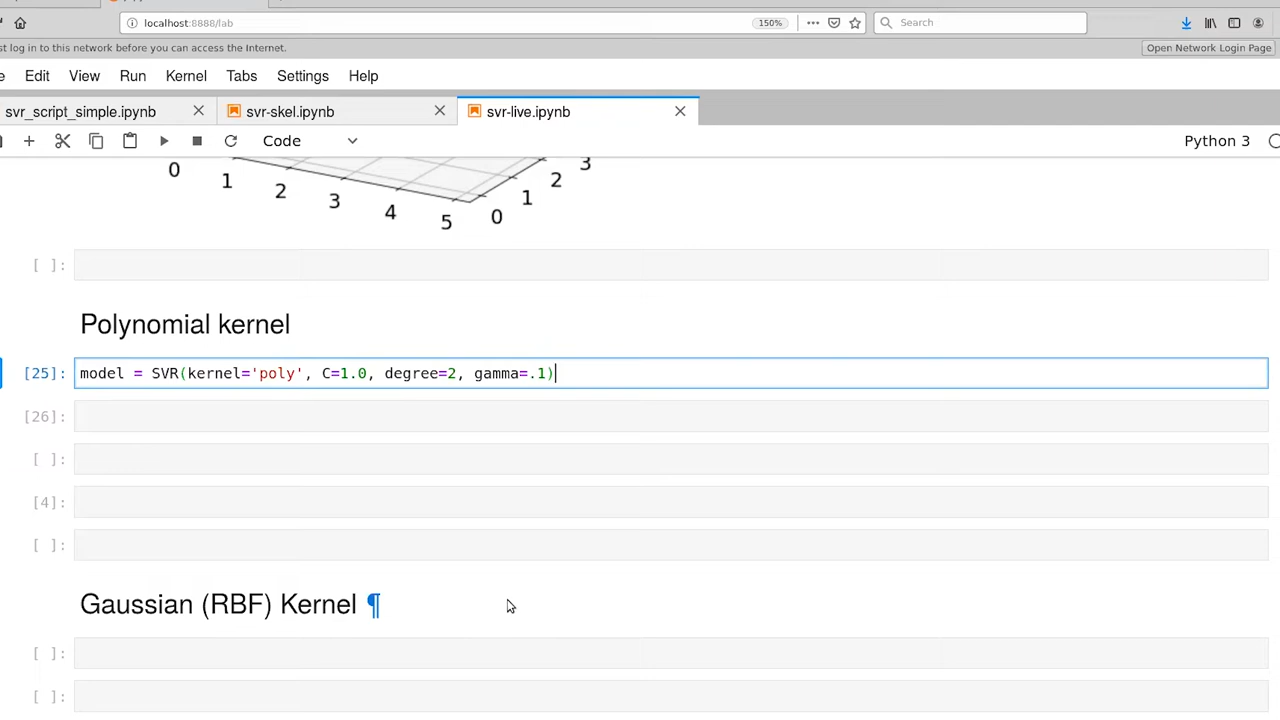 localhost:8888/lab
150%
Search
st log in to this network before you can access the Internet.
Open Network Login Page
e Edit View Run Kernel Tabs Settings Help
svr_script_simple.ipynb
svr-skel.ipynb
svr-live.ipynb
Code
Python 3
0 1 2 3 4 5 0 1 2 3
[ ]:
Polynomial kernel
[25]: model = SVR(kernel='poly', C=1.0, degree=2, gamma=.1)
[26]:
[ ]:
[4]:
[ ]:
Gaussian (RBF) Kernel ¶
[ ]:
[ ]: